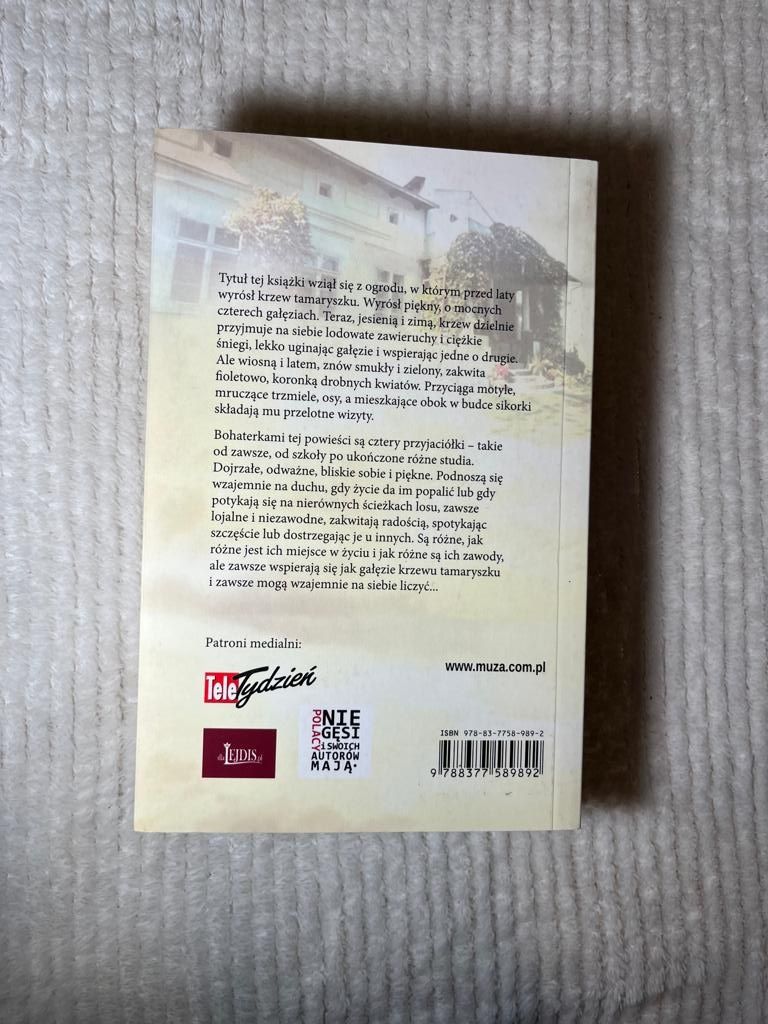 Tytuł tej książki wziął się z ogrodu, w którym przed laty
wyrósł krzew tamaryszku. Wyrósł piękny, o mocnych
czterech gałęziach. Teraz, jesienią i zimą, krzew dzielnie
przyjmuje na siebie lodowate zawieruchy i ciężkie
śniegi, lekko uginając gałęzie i wspierając jedne o drugie.
Ale wiosną i latem, znów smukły i zielony, zakwita
fioletowo, koronką drobnych kwiatów. Przyciąga motyle,
mruczące trzmiele, osy, a mieszkające obok w budce sikorki
składają mu przelotne wizyty.
Bohaterkami tej powieści są cztery przyjaciółki – takie
od zawsze, od szkoły po ukończone różne studia.
Dojrzałe, odważne, bliskie sobie i piękne. Podnoszą się
wzajemnie na duchu, gdy życie da im popalić lub gdy
potykają się na nierównych ścieżkach losu, zawsze
lojalne i niezawodne, zakwitają radością, spotykając
szczęście lub dostrzegając je u innych. Są różne, jak
różne jest ich miejsce w życiu i jak różne są ich zawody,
ale zawsze wspierają się jak gałęzie krzewu tamaryszku
i zawsze mogą wzajemnie na siebie liczyć...
Patroni medialni:
www.muza.com.pl
Tele Tydzień
dlaLEJDIS.pl
POLACY
NIE
GĘSI
i SWOICH
AUTORÓW
MAJĄ
ISBN 978-83-7758-989-2
9 788377 589892